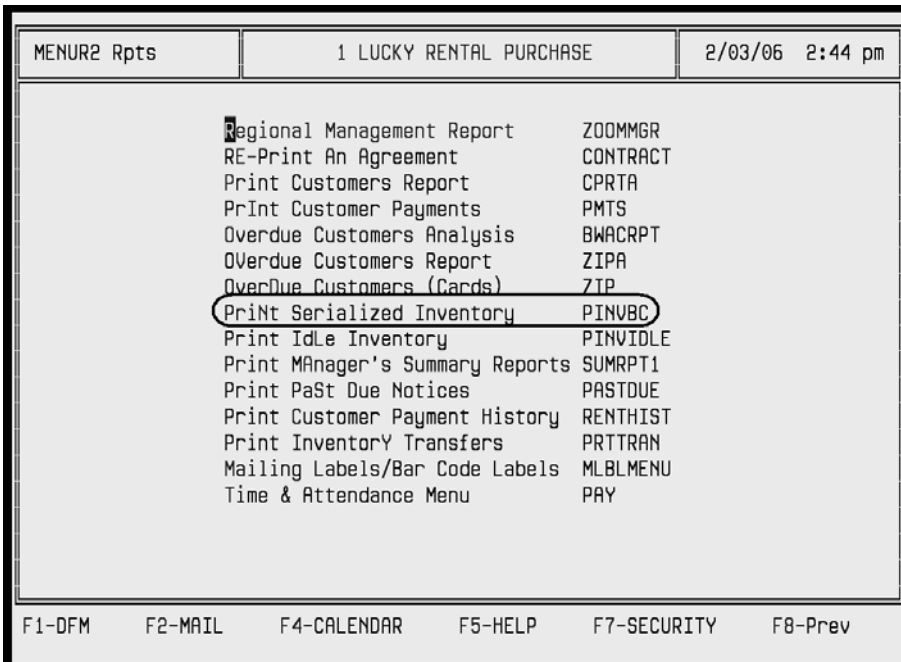 MENUR2 Rpts 1 LUCKY RENTAL PURCHASE 2/03/06 2:44 pm
Regional Management Report ZOOMMGR
RE-Print An Agreement CONTRACT
Print Customers Report CPRTA
PrInt Customer Payments PMTS
Overdue Customers Analysis BWACRPT
OVerdue Customers Report ZIPA
OverDue Customers (Cards) ZIP
PriNt Serialized Inventory PINVBC
Print IdLe Inventory PINVIDLE
Print MAnager's Summary Reports SUMRPT1
Print PaSt Due Notices PASTDUE
Print Customer Payment History RENTHIST
Print InventorY Transfers PRTTRAN
Mailing Labels/Bar Code Labels MLBLMENU
Time & Attendance Menu PAY
F1-DFM F2-MAIL F4-CALENDAR F5-HELP F7-SECURITY F8-Prev